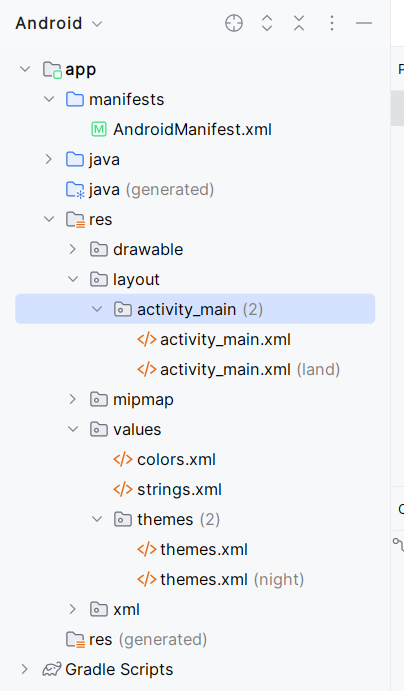 Android
app
manifests
AndroidManifest.xml
java
java (generated)
res
drawable
layout
activity_main (2)
activity_main.xml
activity_main.xml (land)
mipmap
values
colors.xml
strings.xml
themes (2)
themes.xml
themes.xml (night)
xml
res (generated)
Gradle Scripts